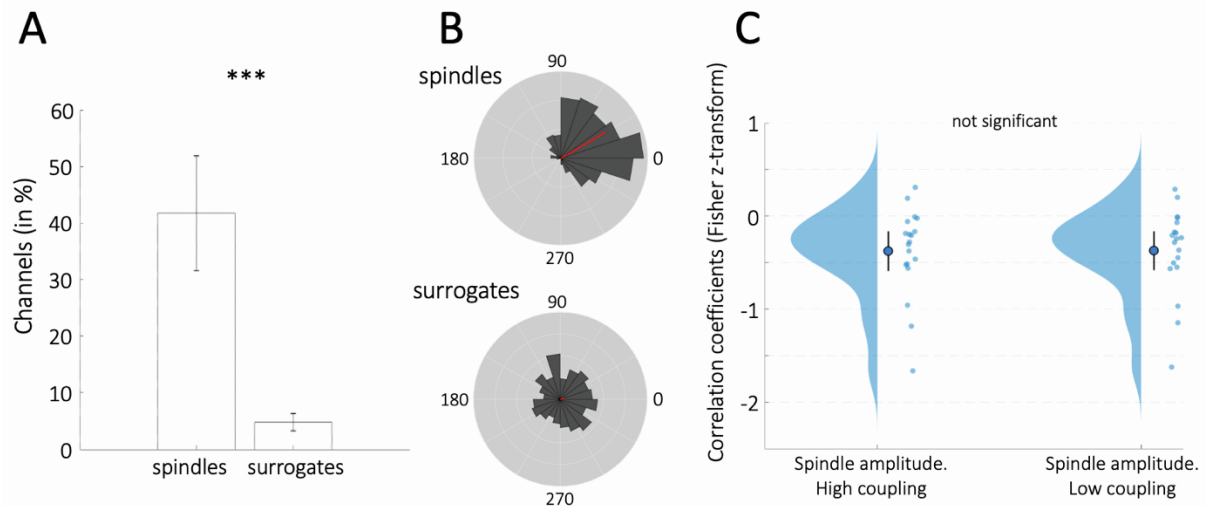 A
***
Channels (in %)
60
50
40
30
20
10
0
spindles
surrogates
B
spindles
90
180
0
270
surrogates
90
180
0
270
C
Correlation coefficients (Fisher z-transform)
not significant
1
0
-1
-2
Spindle amplitude.
High coupling
Spindle amplitude.
Low coupling